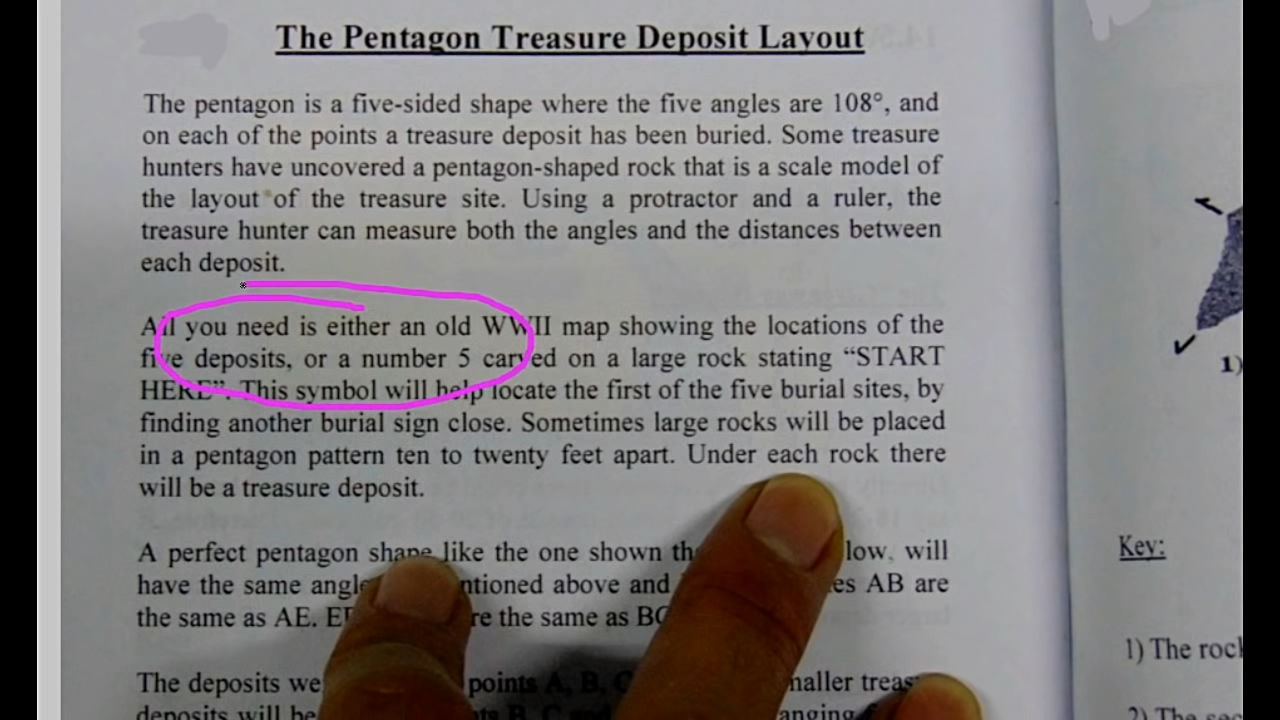 The Pentagon Treasure Deposit Layout
The pentagon is a five-sided shape where the five angles are 108°, and
on each of the points a treasure deposit has been buried. Some treasure
hunters have uncovered a pentagon-shaped rock that is a scale model of
the layout of the treasure site. Using a protractor and a ruler, the
treasure hunter can measure both the angles and the distances between
each deposit.
All you need is either an old WWII map showing the locations of the
five deposits, or a number 5 carved on a large rock stating “START
HERE”. This symbol will help locate the first of the five burial sites, by
finding another burial sign close. Sometimes large rocks will be placed
in a pentagon pattern ten to twenty feet apart. Under each rock there
will be a treasure deposit.
A perfect pentagon shape like the one shown low, will
have the same angle ntioned above and es AB are
the same as AE. re the same as
The deposits we points A, B, naller
deposits will be B, C anging
1)
Key:
1) The
2) The